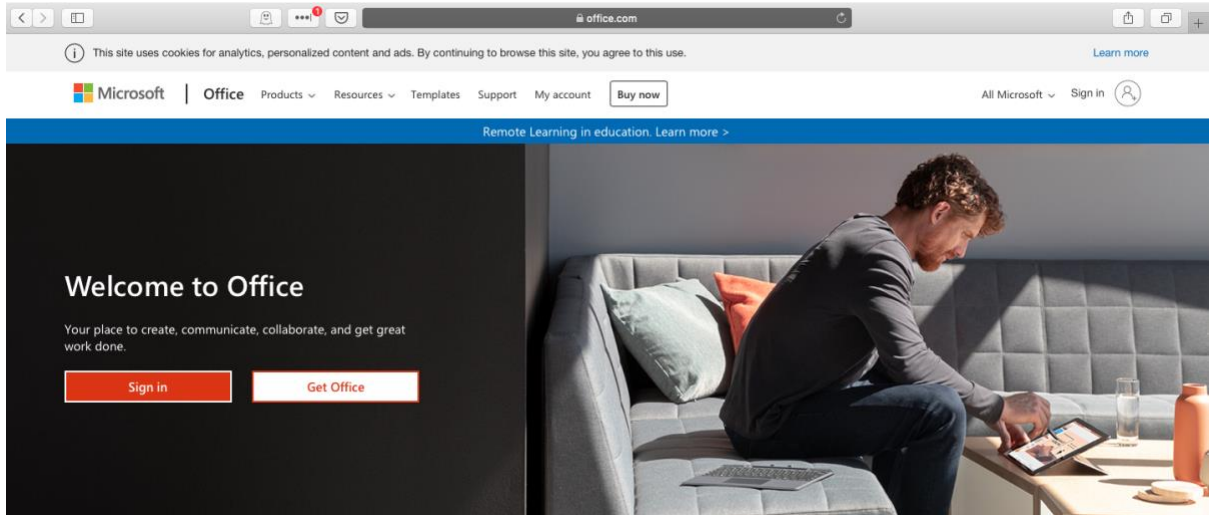 1
office.com
This site uses cookies for analytics, personalized content and ads. By continuing to browse this site, you agree to this use.
Learn more
Microsoft
Office
Products
Resources
Templates
Support
My account
Buy now
All Microsoft
Sign in
Remote Learning in education. Learn more >
Welcome to Office
Your place to create, communicate, collaborate, and get great
work done.
Sign in
Get Office